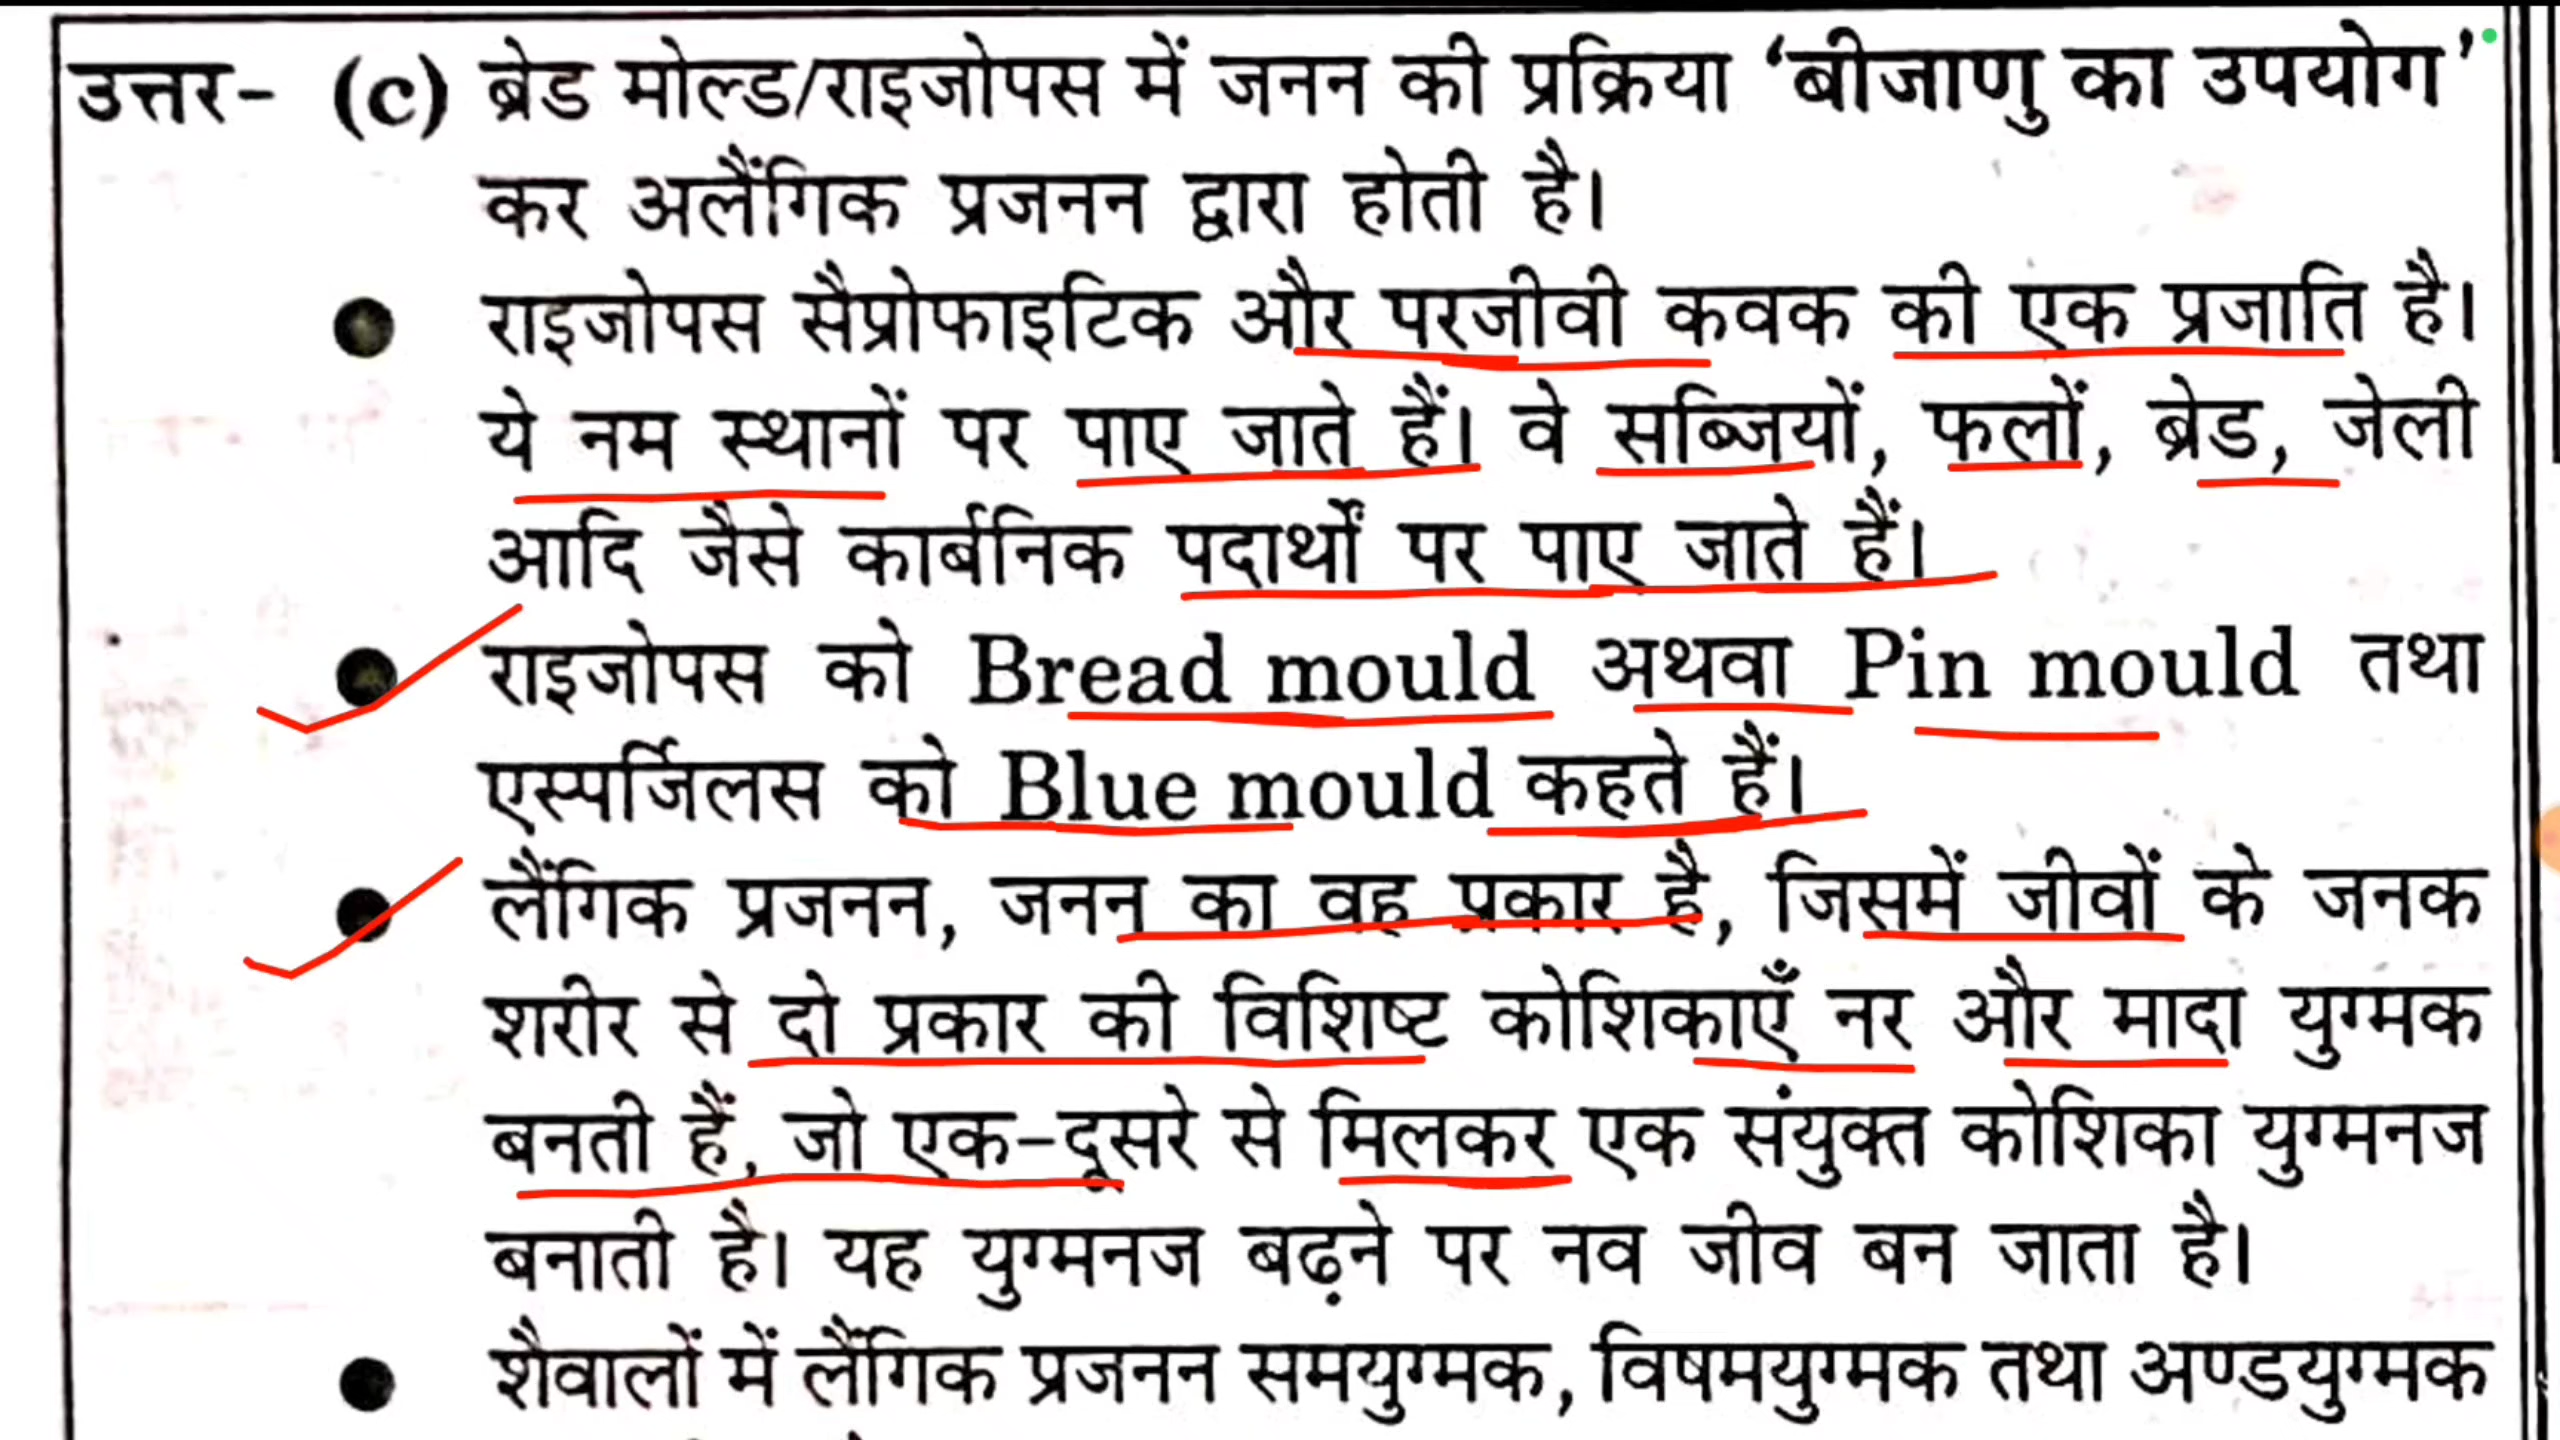 उत्तर- (c) ब्रेड मोल्ड/राइजोपस में जनन की प्रक्रिया ‘बीजाणु का उपयोग’
कर अलैंगिक प्रजनन द्वारा होती है।
● राइजोपस सैप्रोफाइटिक और परजीवी कवक की एक प्रजाति है।
ये नम स्थानों पर पाए जाते हैं। वे सब्जियों, फलों, ब्रेड, जेली
आदि जैसे कार्बनिक पदार्थों पर पाए जाते हैं।
● राइजोपस को Bread mould अथवा Pin mould तथा
एस्पर्जिलस को Blue mould कहते हैं।
● लैंगिक प्रजनन, जनन का वह प्रकार है, जिसमें जीवों के जनक
शरीर से दो प्रकार की विशिष्ट कोशिकाएँ नर और मादा युग्मक
बनती हैं, जो एक-दूसरे से मिलकर एक संयुक्त कोशिका युग्मनज
बनाती है। यह युग्मनज बढ़ने पर नव जीव बन जाता है।
● शैवालों में लैंगिक प्रजनन समयुग्मक, विषमयुग्मक तथा अण्डयुग्मक